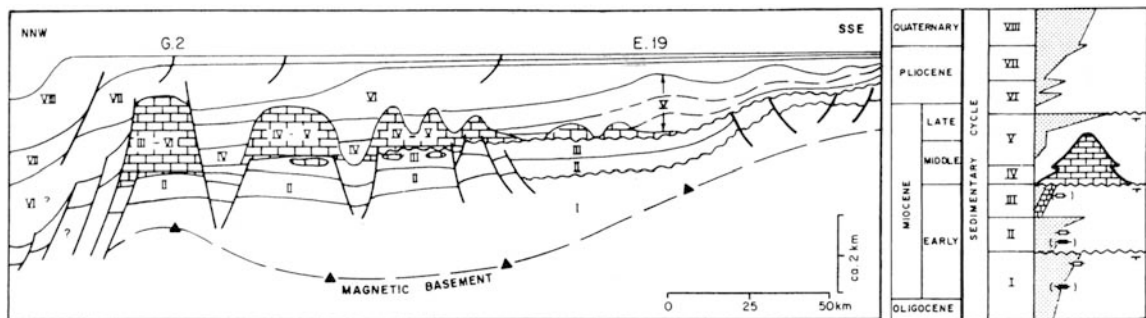 NNW
G.2
E.19
SSE
VIII
VII
VI
V
III - VI
IV - V
IV - V
IV
IV
IV
III
III
VII
II
II
II
II
VI ?
?
I
MAGNETIC BASEMENT
ca. 2 km
0 25 50km
QUATERNARY
PLIOCENE
MIOCENE
LATE
MIDDLE
EARLY
OLIGOCENE
SEDIMENTARY CYCLE
VIII
VII
VI
V
IV
III
II
I